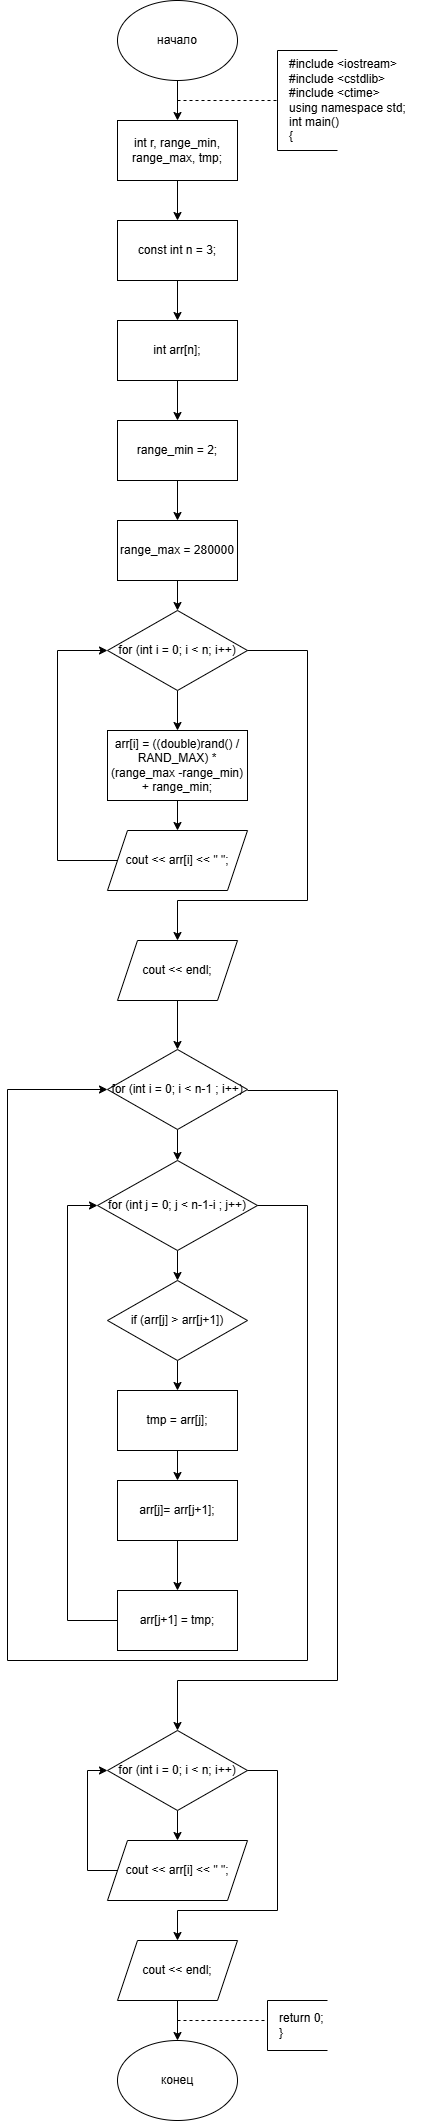 начало
#include <iostream>
#include <cstdlib>
#include <ctime>
using namespace std;
int main()
{
int r, range_min,
range_max, tmp;
const int n = 3;
int arr[n];
range_min = 2;
range_max = 280000
for (int i = 0; i < n; i++)
arr[i] = ((double)rand() /
RAND_MAX) *
(range_max -range_min)
+ range_min;
cout << arr[i] << " ";
cout << endl;
for (int i = 0; i < n-1 ; i++)
for (int j = 0; j < n-1-i ; j++)
if (arr[j] > arr[j+1])
tmp = arr[j];
arr[j]= arr[j+1];
arr[j+1] = tmp;
for (int i = 0; i < n; i++)
cout << arr[i] << " ";
cout << endl;
return 0;
}
конец